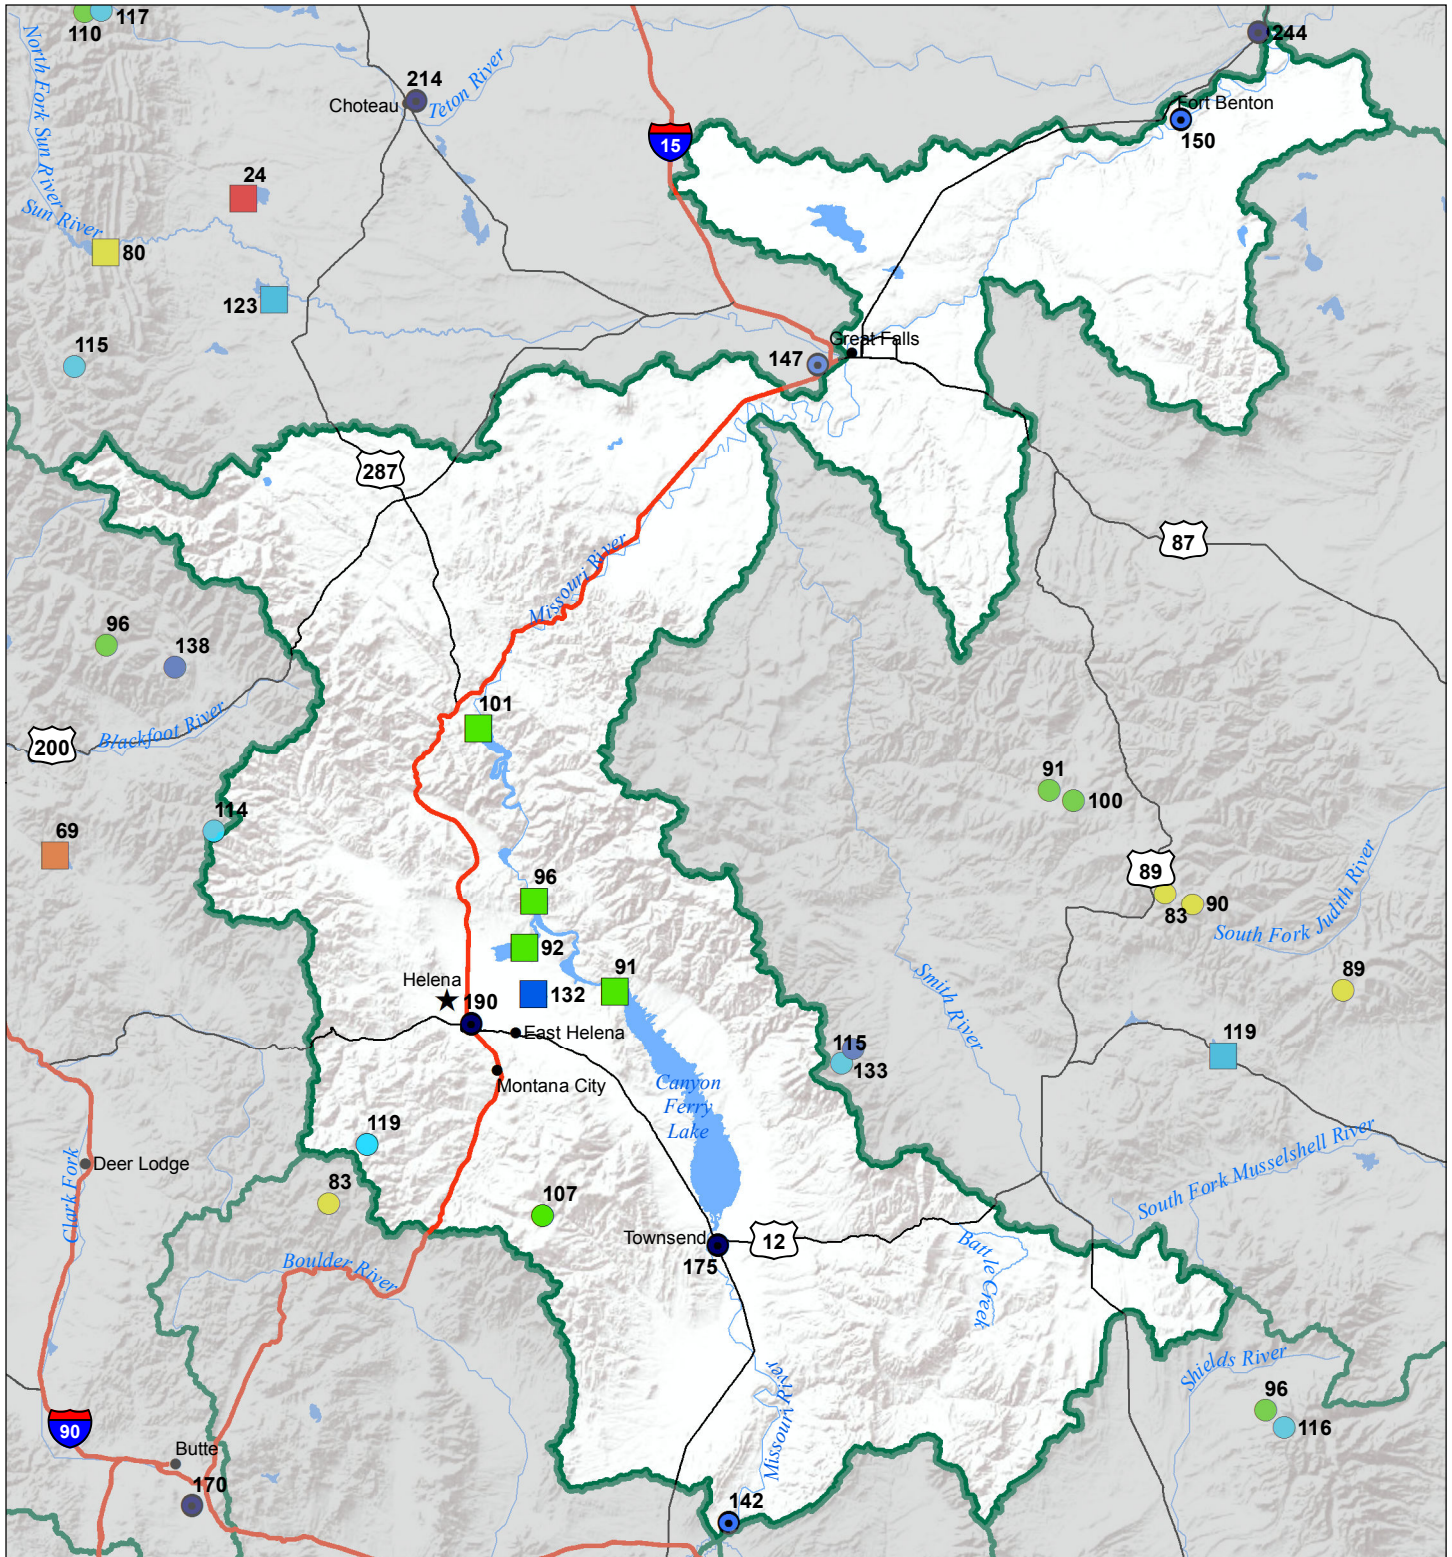 110
117
North Fork Sun River
214
Choteau
Teton River
244
Fort Benton
150
15
24
Sun River
80
123
115
147
Great Falls
287
87
Missouri River
96
138
Blackfoot River
200
101
91
100
114
69
89
83
90
South Fork Judith River
96
92
91
89
Helena
190
132
East Helena
Smith River
115
133
119
Montana City
Canyon
Ferry
Lake
119
Deer Lodge
Clark Fork
83
107
South Fork Musselshell River
Townsend
175
12
Battle Creek
Boulder River
Missouri River
Shields River
96
116
90
Butte
170
142